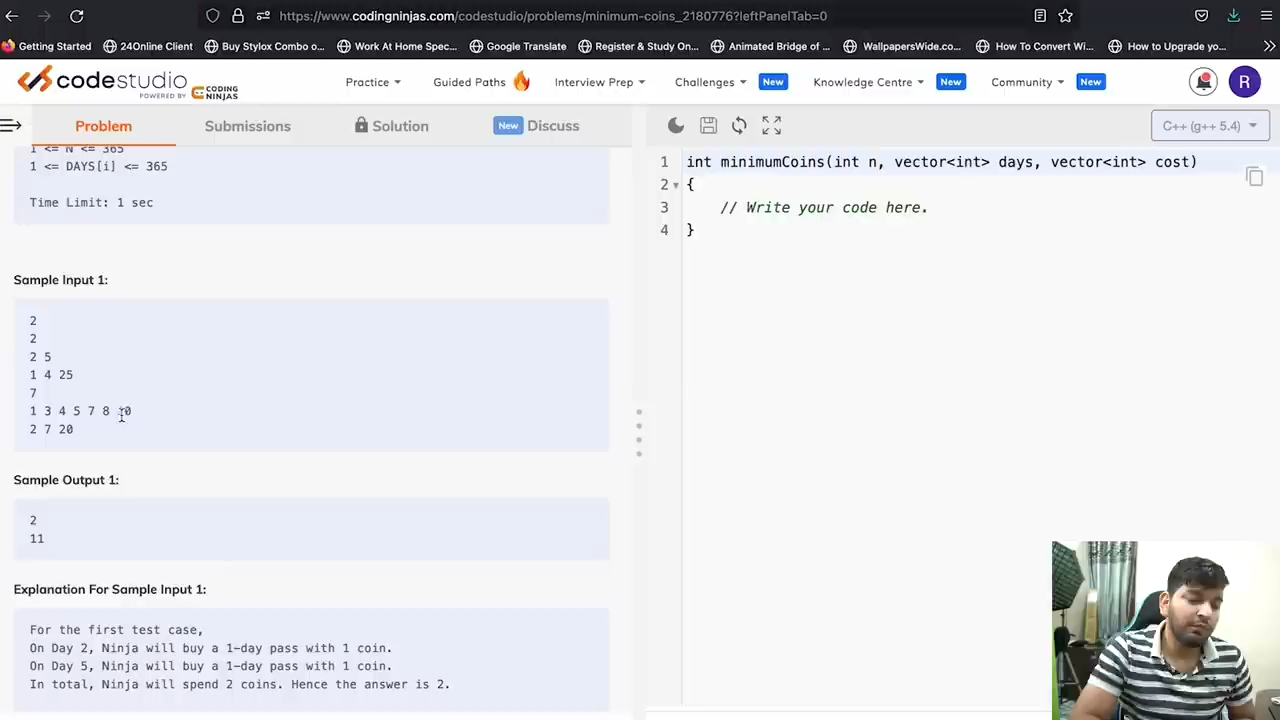 https://www.codingninjas.com/codestudio/problems/minimum-coins_2180776?leftPanelTab=0
Getting Started 24Online Client Buy Stylox Combo o... Work At Home Spec... Google Translate Register & Study On... Animated Bridge of ... WallpapersWide.co... How To Convert Wi... How to Upgrade yo...
codestudio
POWERED BY CODING NINJAS
Practice Guided Paths Interview Prep Challenges New Knowledge Centre New Community New R
Problem Submissions Solution New Discuss
C++ (g++ 5.4)
1 <= N <= 365
1 <= DAYS[i] <= 365
Time Limit: 1 sec
Sample Input 1:
2
2
2 5
1 4 25
7
1 3 4 5 7 8 10
2 7 20
Sample Output 1:
2
11
Explanation For Sample Input 1:
For the first test case,
On Day 2, Ninja will buy a 1-day pass with 1 coin.
On Day 5, Ninja will buy a 1-day pass with 1 coin.
In total, Ninja will spend 2 coins. Hence the answer is 2.
1 int minimumCoins(int n, vector<int> days, vector<int> cost)
2 {
3 // Write your code here.
4 }